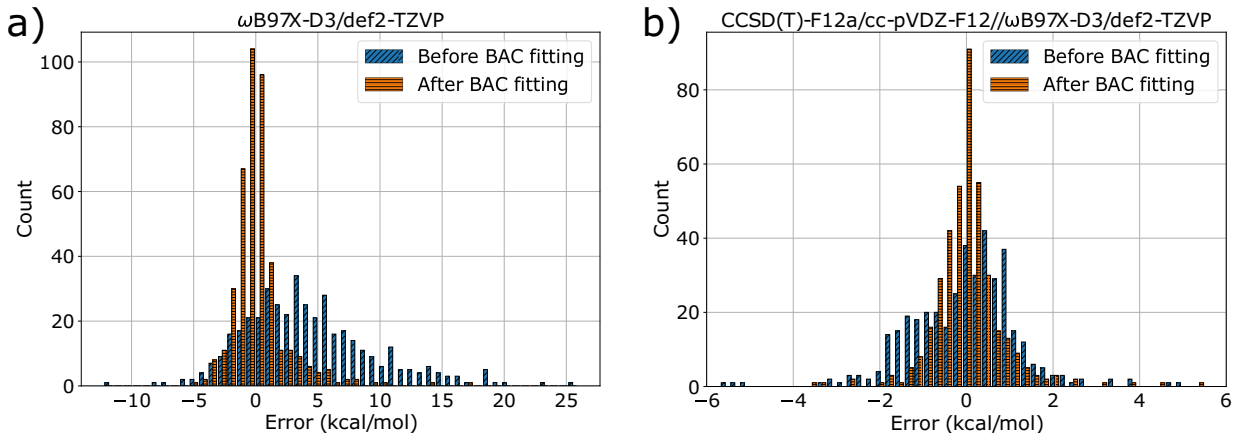 a)
ωB97X-D3/def2-TZVP
Before BAC fitting
After BAC fitting
100
80
60
40
20
0
Count
−10
−5
0
5
10
15
20
25
Error (kcal/mol)
b)
CCSD(T)-F12a/cc-pVDZ-F12//ωB97X-D3/def2-TZVP
Before BAC fitting
After BAC fitting
80
60
40
20
0
Count
−6
−4
−2
0
2
4
6
Error (kcal/mol)